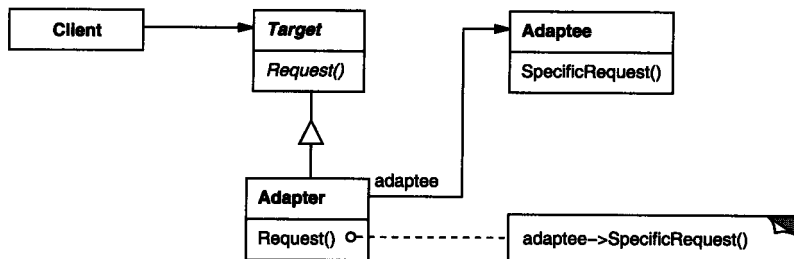 Client
Target
Request()
Adaptee
SpecificRequest()
adaptee
Adapter
Request()
adaptee->SpecificRequest()